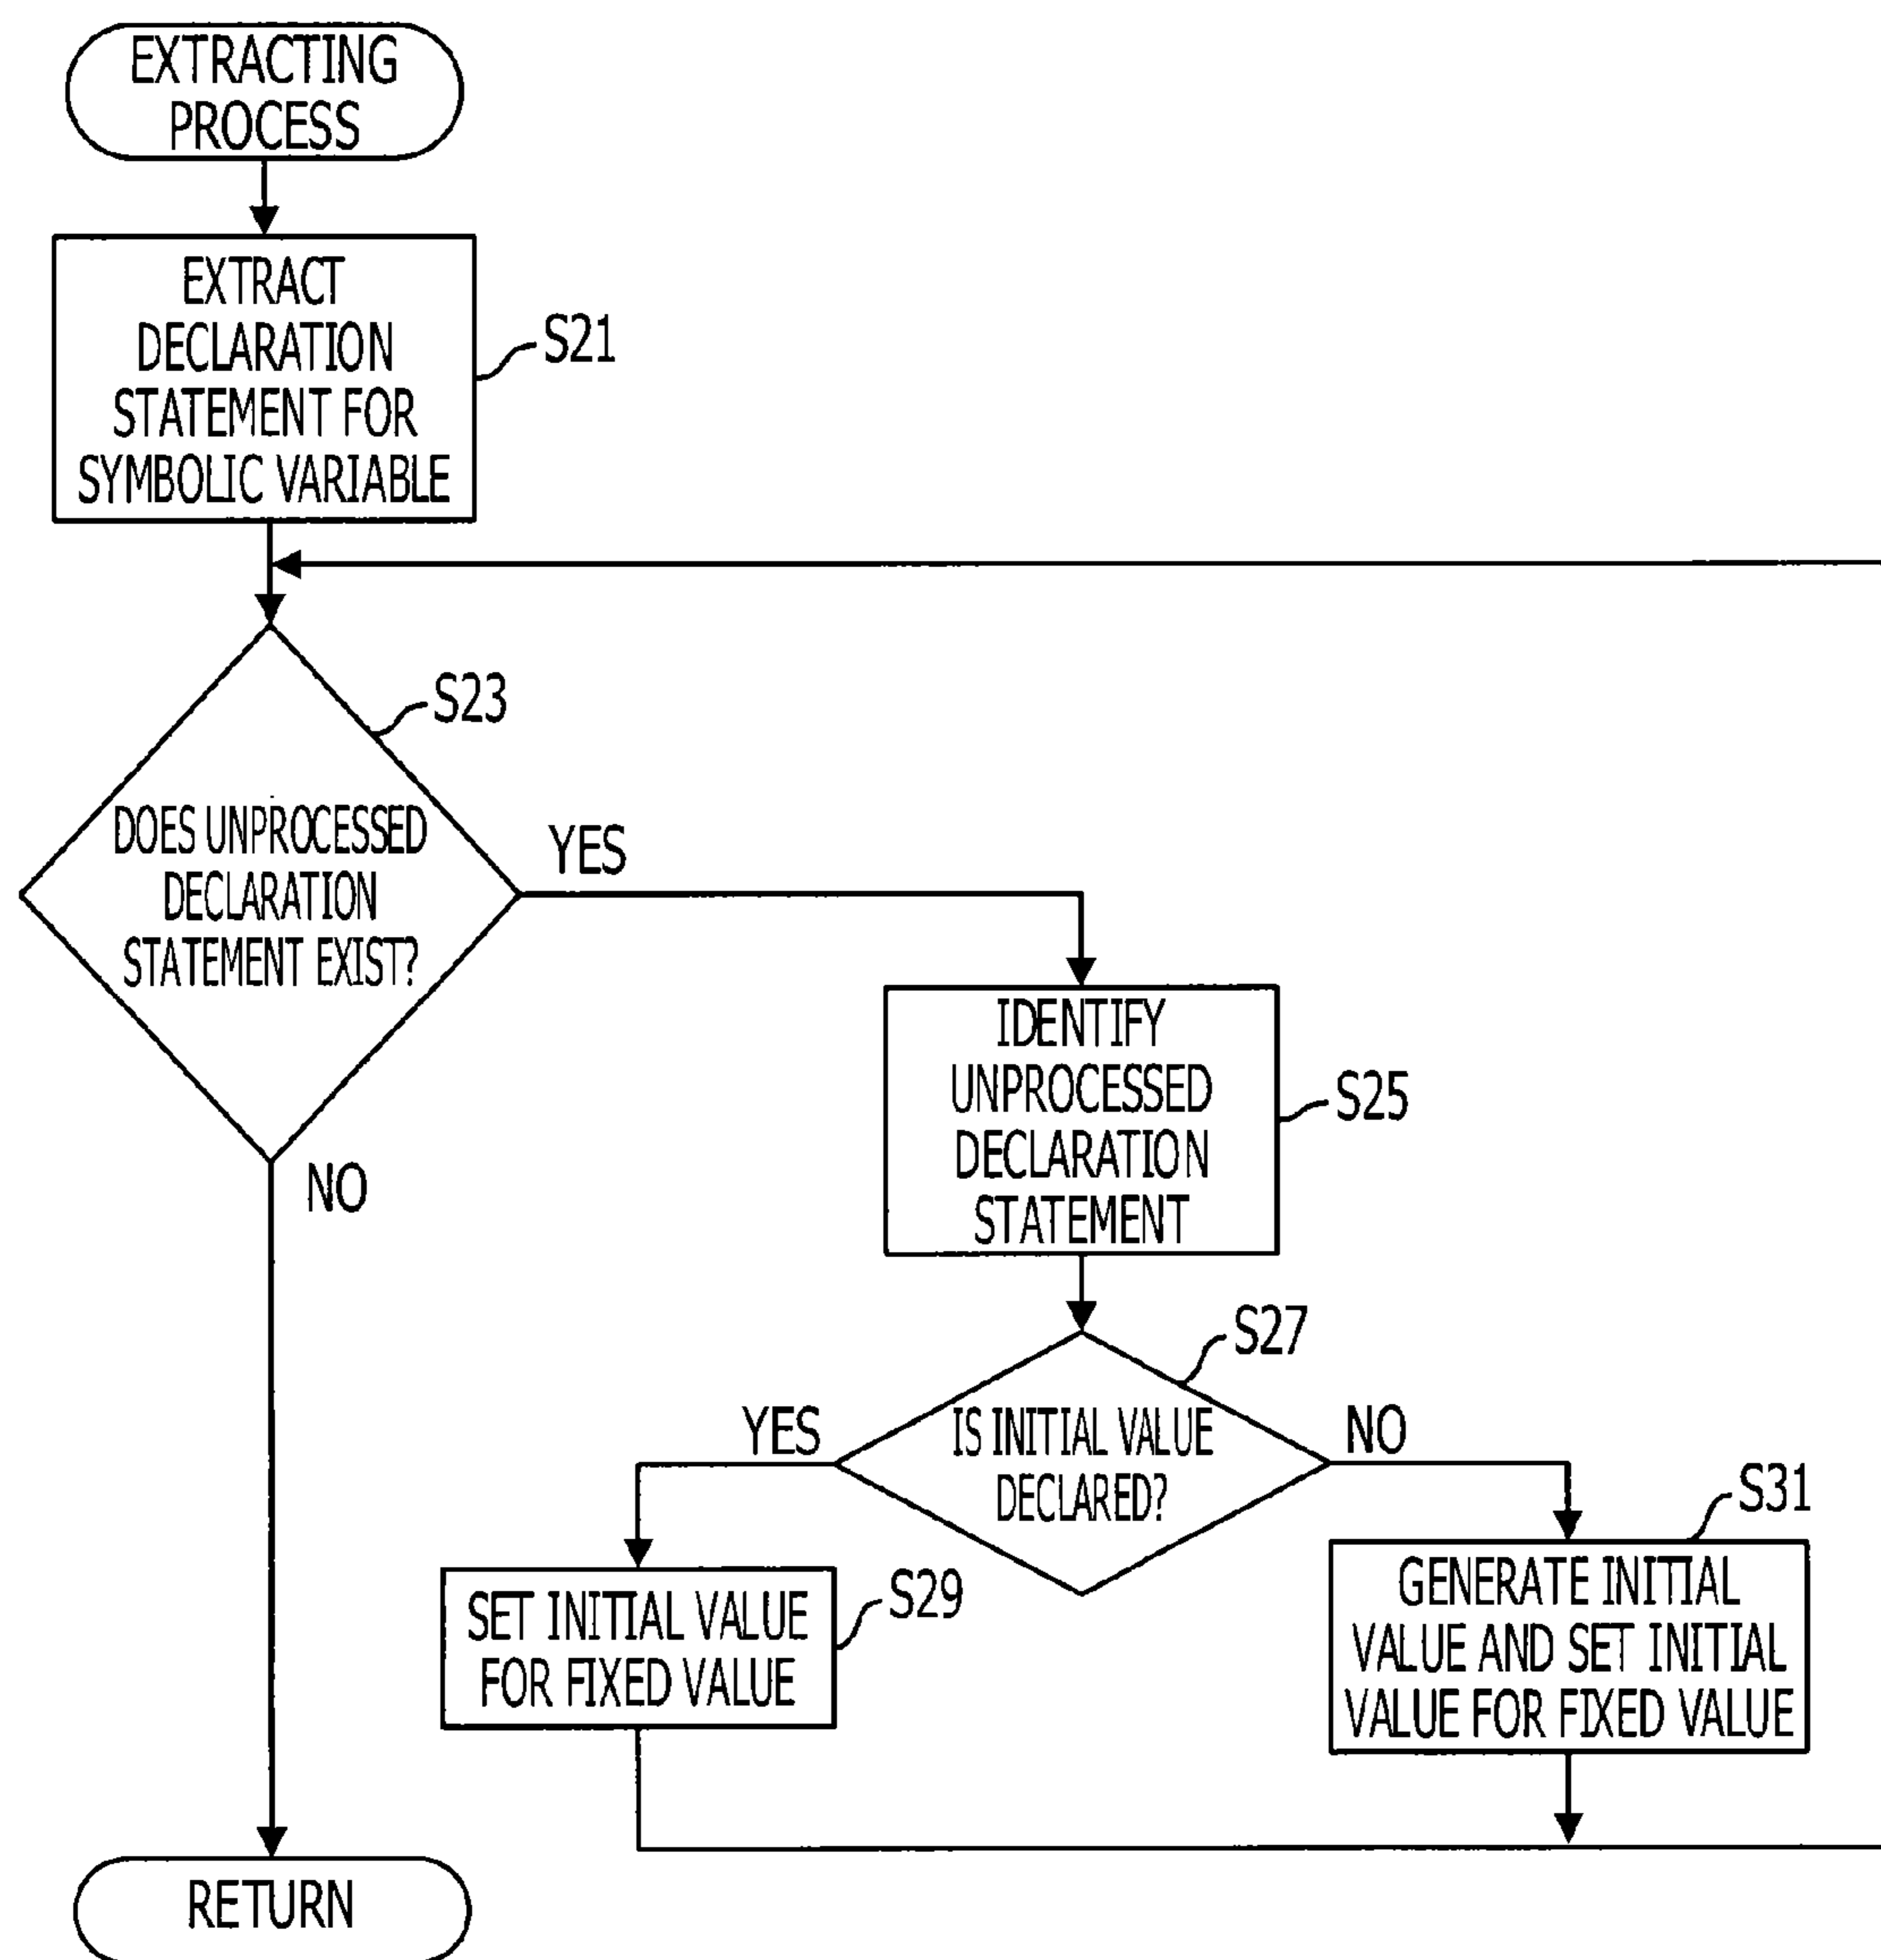 EXTRACTING
PROCESS
EXTRACT
DECLARATION
STATEMENT FOR
SYMBOLIC VARIABLE
S21
S23
DOES UNPROCESSED
DECLARATION
STATEMENT EXIST?
YES
NO
IDENTIFY
UNPROCESSED
DECLARATION
STATEMENT
S25
S27
IS INITIAL VALUE
DECLARED?
YES
NO
SET INITIAL VALUE
FOR FIXED VALUE
S29
S31
GENERATE INITIAL
VALUE AND SET INITIAL
VALUE FOR FIXED VALUE
RETURN